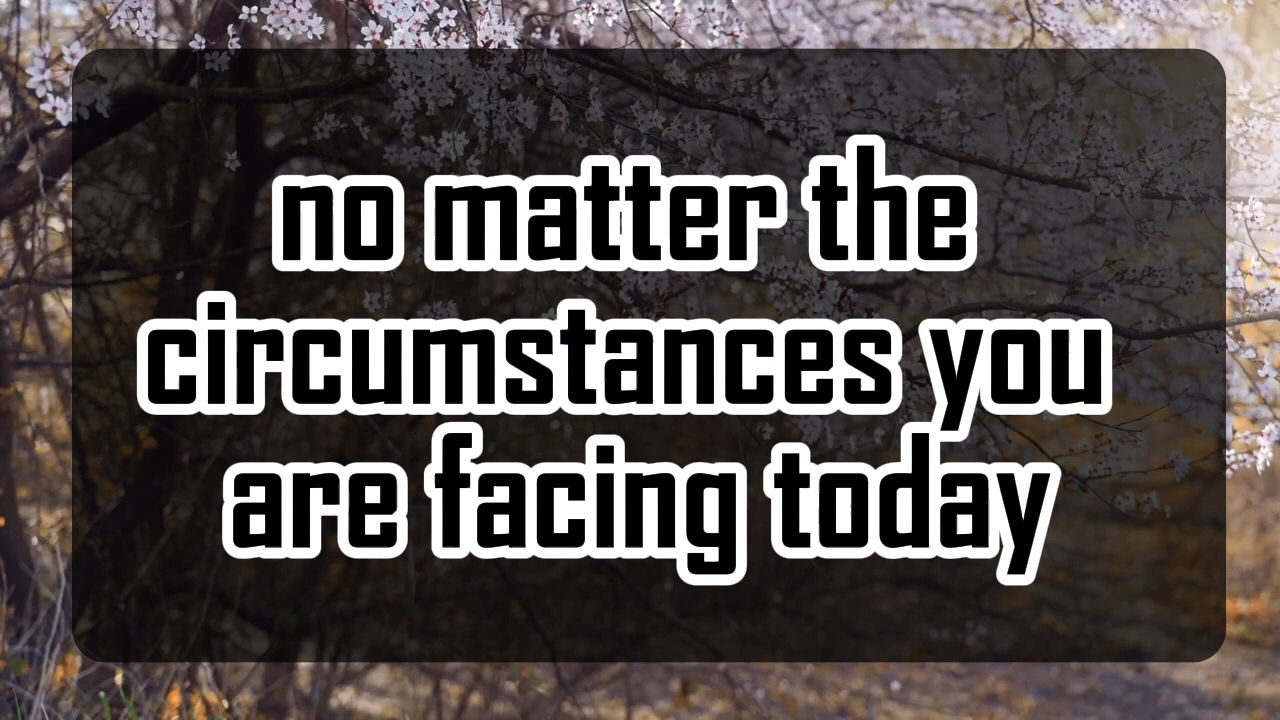 no matter the
circumstances you
are facing today